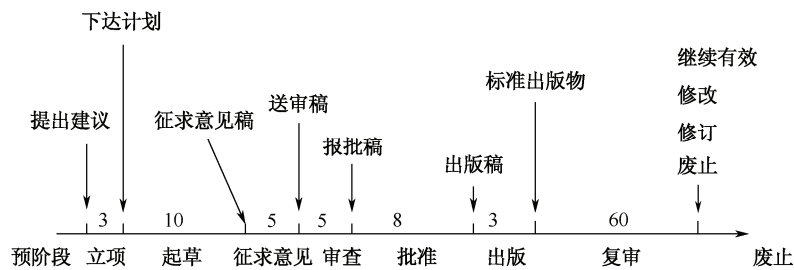 下达计划
继续有效
标准出版物
修改
送审稿
提出建议
征求意见稿
修订
报批稿
出版稿
废止
3
10
5
5
8
3
60
预阶段
立项
起草
征求意见
审查
批准
出版
复审
废止